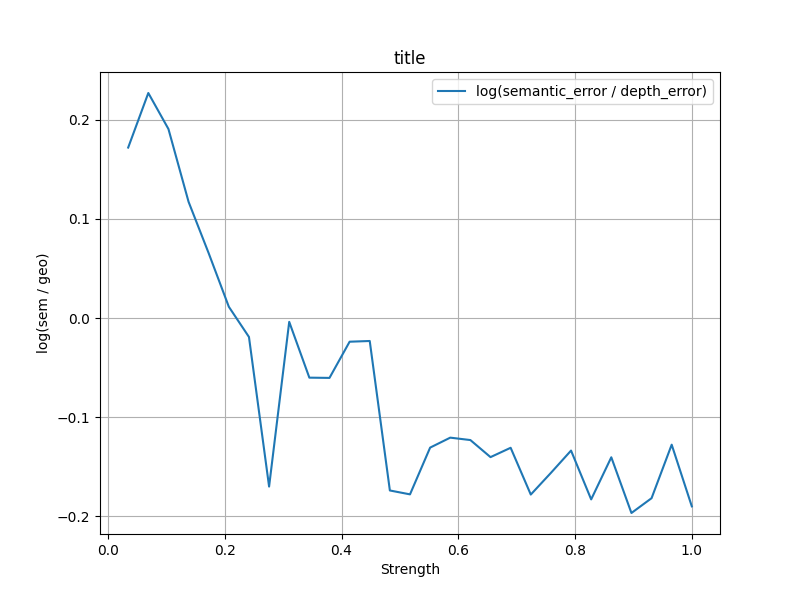 title
log(semantic_error / depth_error)
log(sem / geo)
0.2
0.1
0.0
−0.1
−0.2
0.0 0.2 0.4 0.6 0.8 1.0
Strength